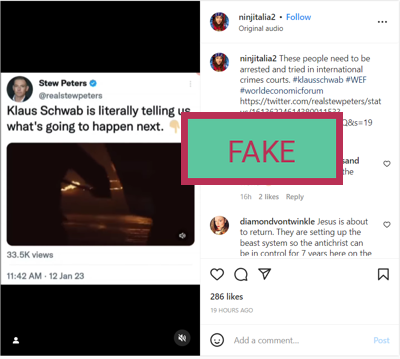 ninjitalia2 • Follow
Original audio
Stew Peters
@realstewpeters
Klaus Schwab is literally telling us
what's going to happen next.
33.5K views
11:42 AM · 12 Jan 23
ninjitalia2 These people need to be
arrested and tried in international
crimes courts. #klausschwab #WEF
#worldeconomicforum
https://twitter.com/realstewpeters/stat
Q&s=19
FAKE
sand
the
16h 2 likes Reply
diamondvontwinkle Jesus is about
to return. They are setting up the
beast system so the antichrist can
be in control for 7 years here on the
286 likes
19 HOURS AGO
Add a comment...
Post